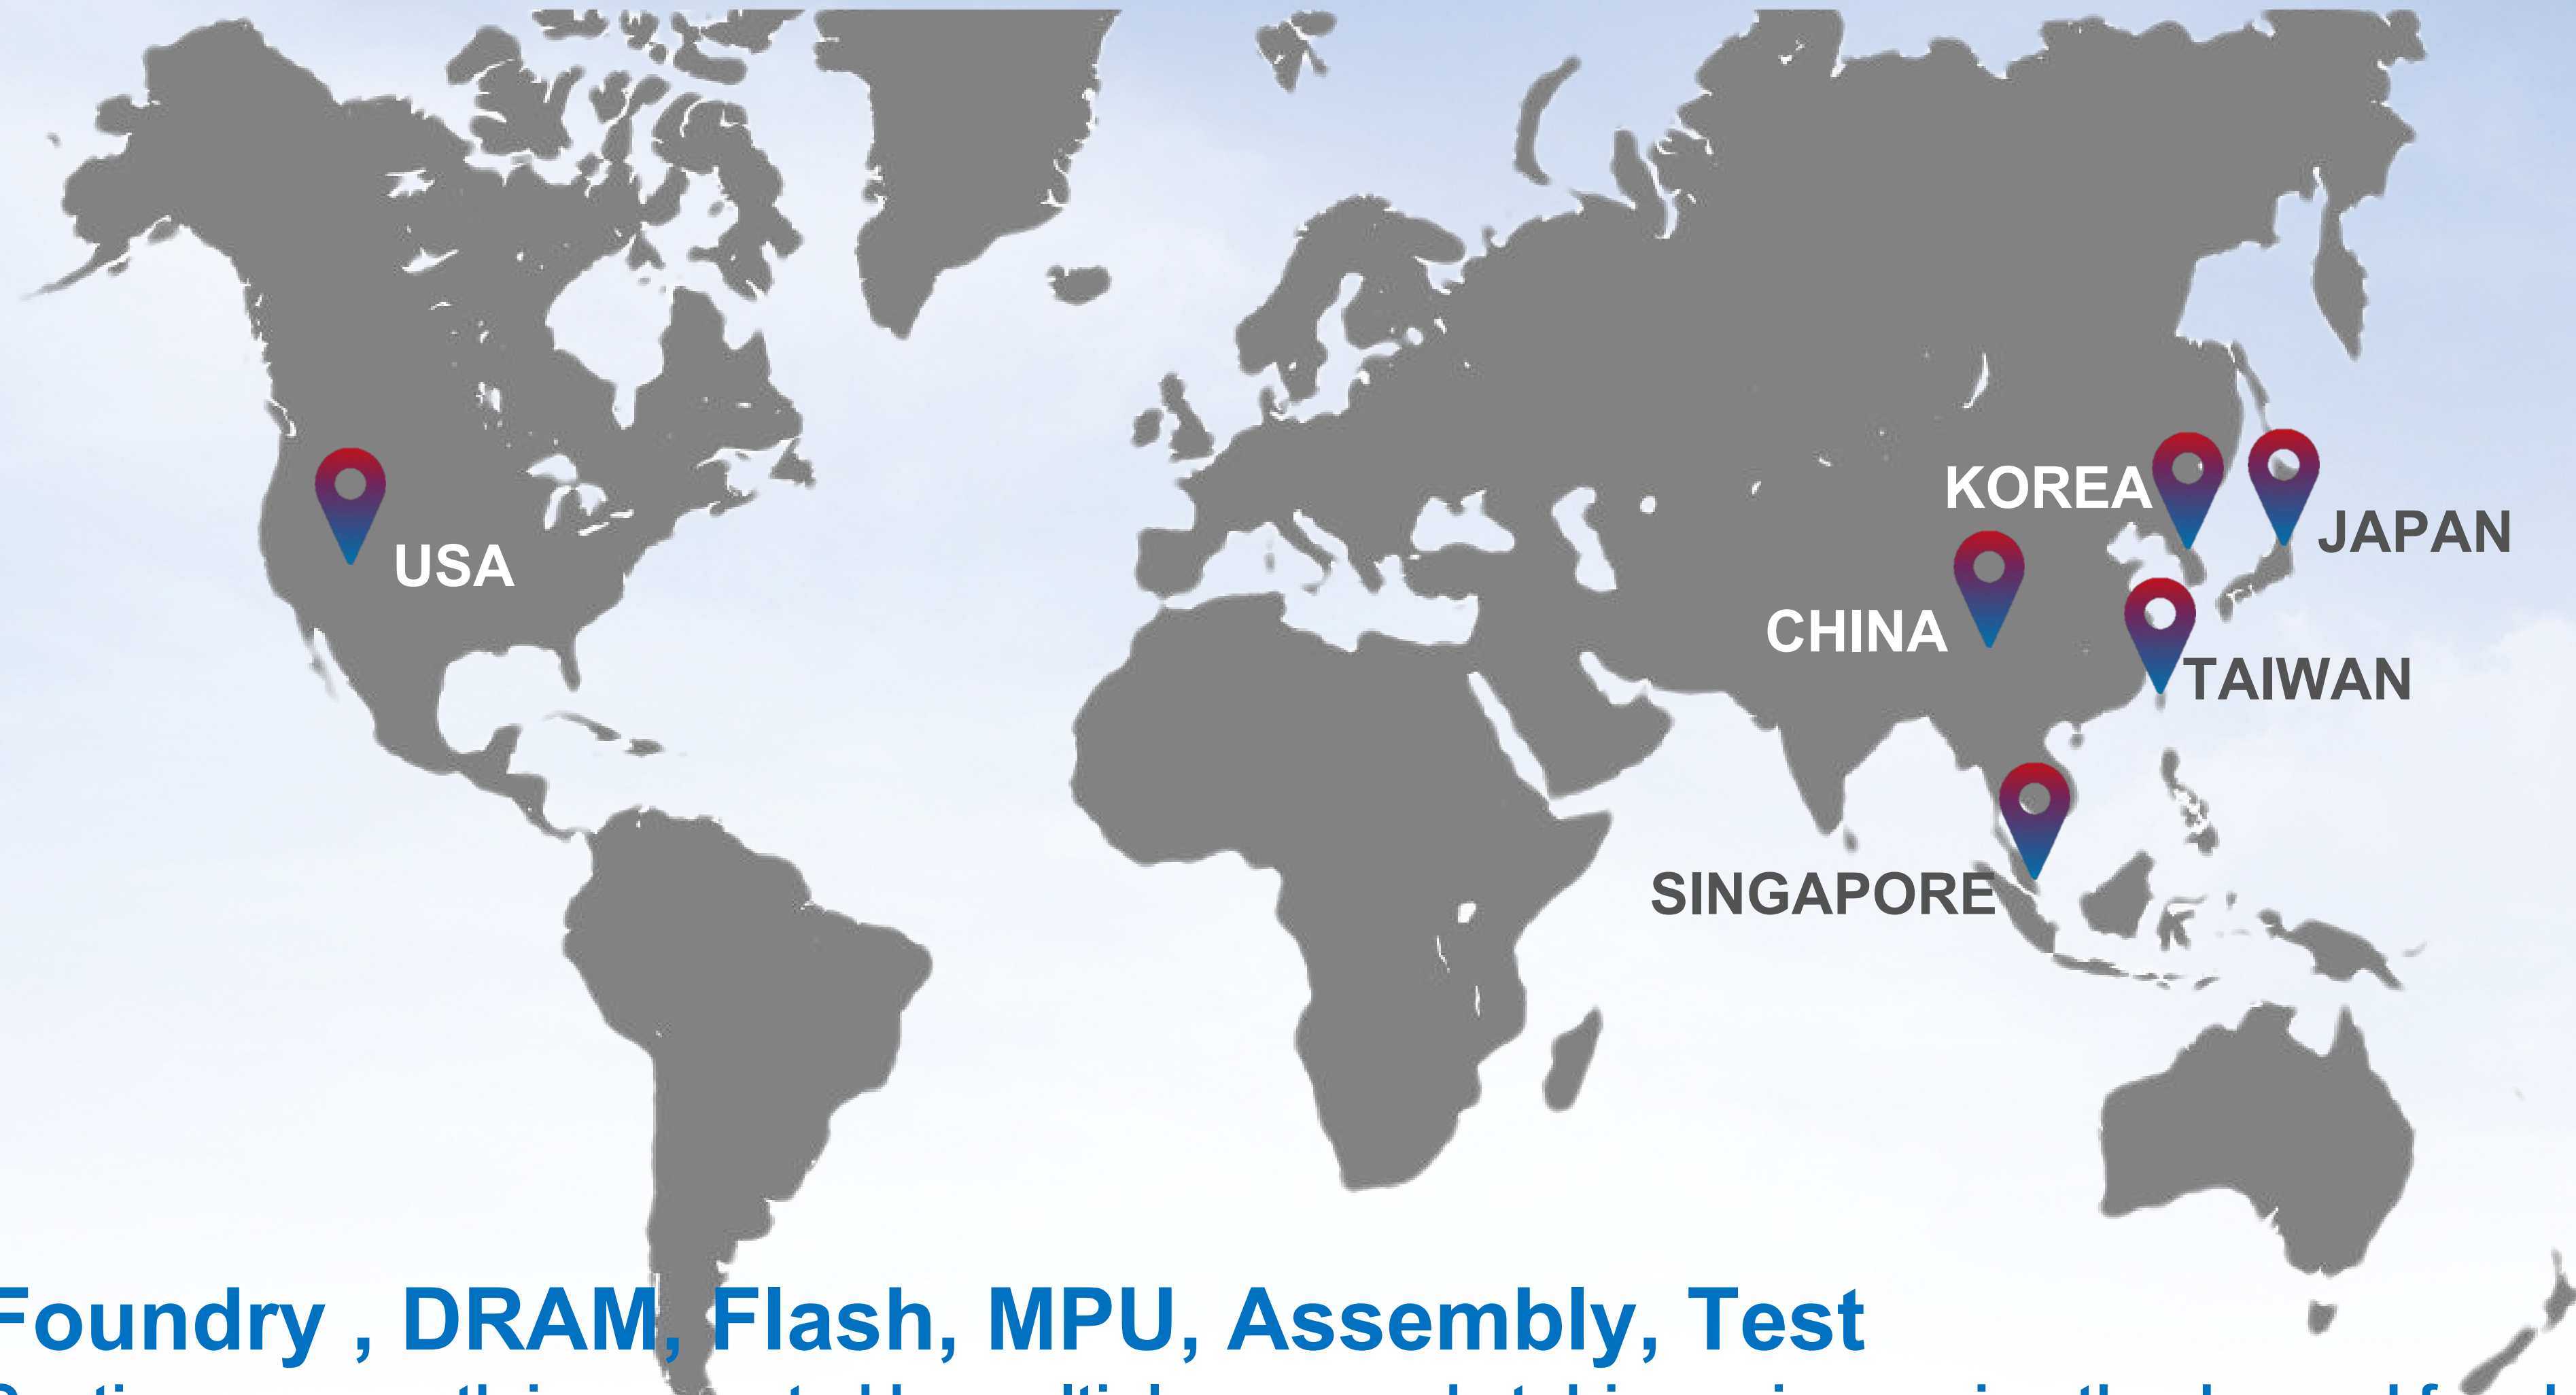 KOREA
JAPAN
USA
CHINA
TAIWAN
SINGAPORE
Foundry , DRAM, Flash, MPU, Assembly, Test